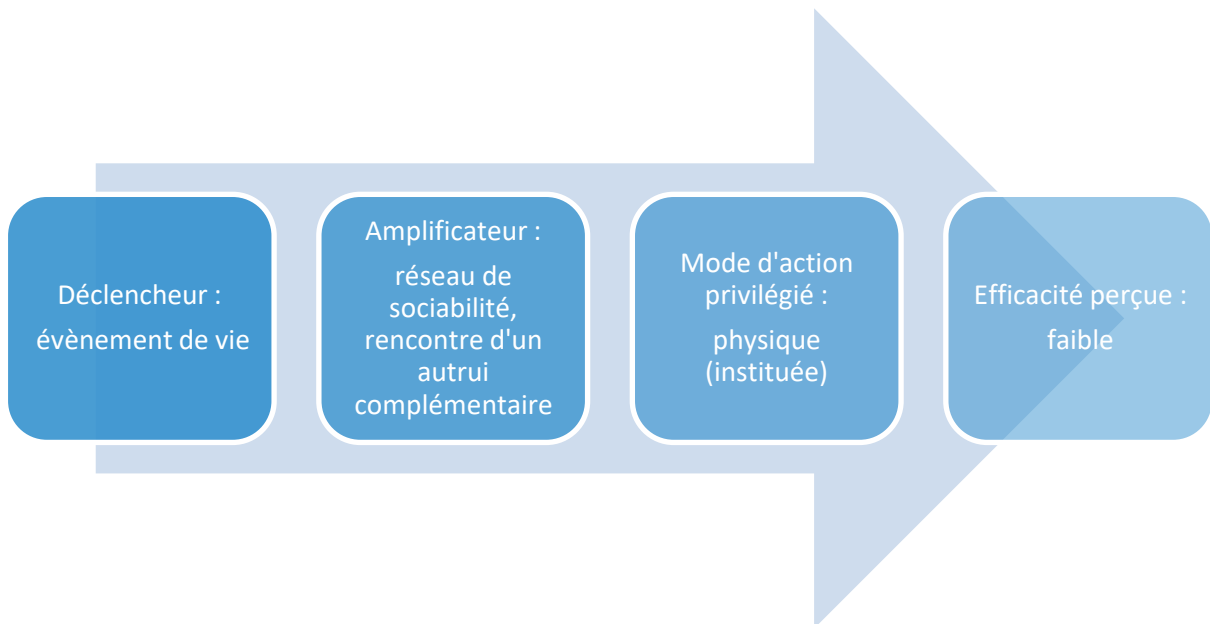 Déclencheur :
évènement de vie
Amplificateur :
réseau de
sociabilité,
rencontre d'un
autrui
complémentaire
Mode d'action
privilégié :
physique
(instituée)
Efficacité perçue :
faible